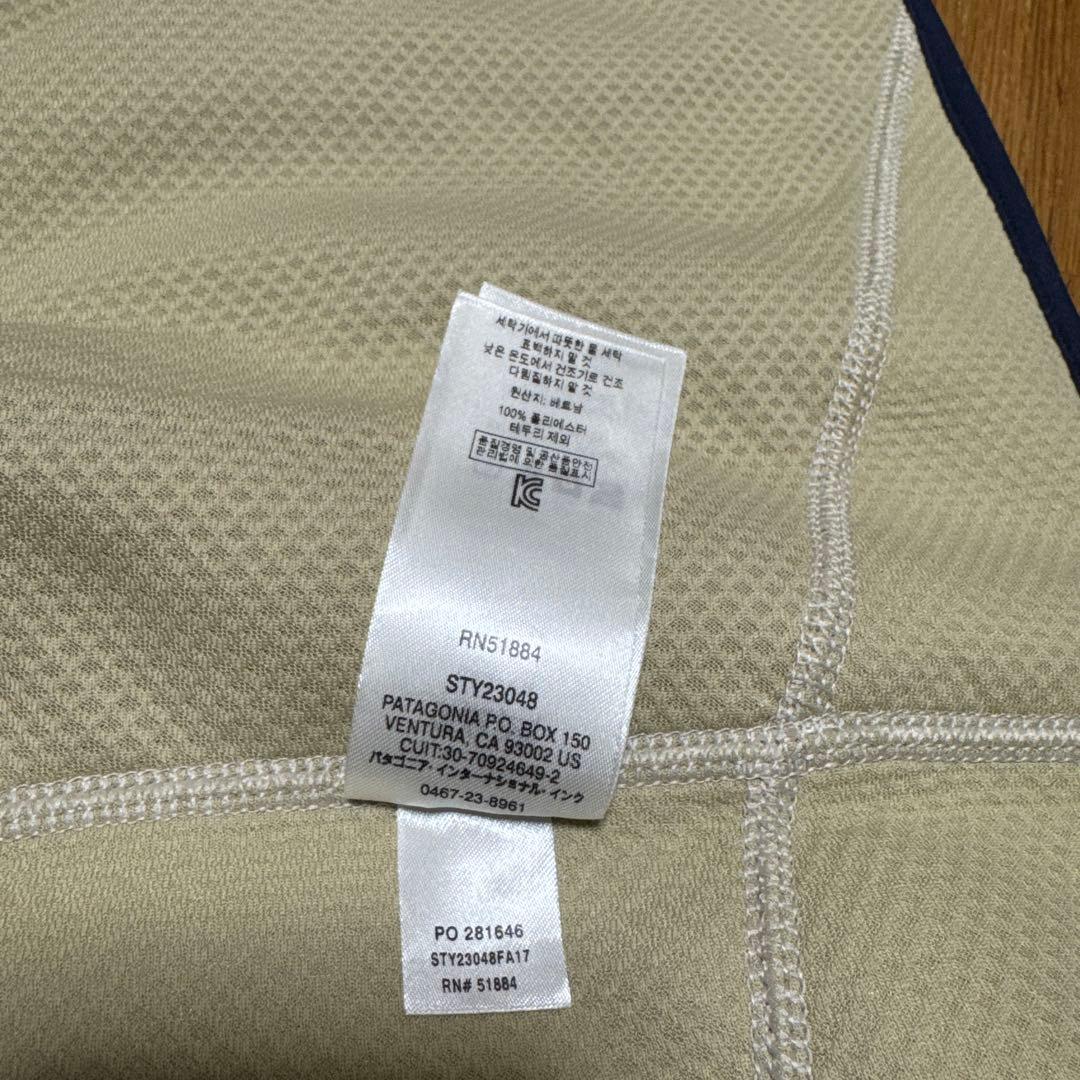 세탁기에서 따뜻한 물 세탁
표백하지 말 것
낮은 온도에서 건조기로 건조
다림질하지 말 것
원산지: 베트남
100% 폴리에스터
테두리 제외
품질경영 및 공산품안전
관리법에 의한 품질표시
RN51884
STY23048
PATAGONIA P.O. BOX 150
VENTURA, CA 93002 US
CUIT:30-70924649-2
パタゴニア・インターナショナル・インク
0467-23-8961
PO 281646
STY23048FA17
RN# 51884